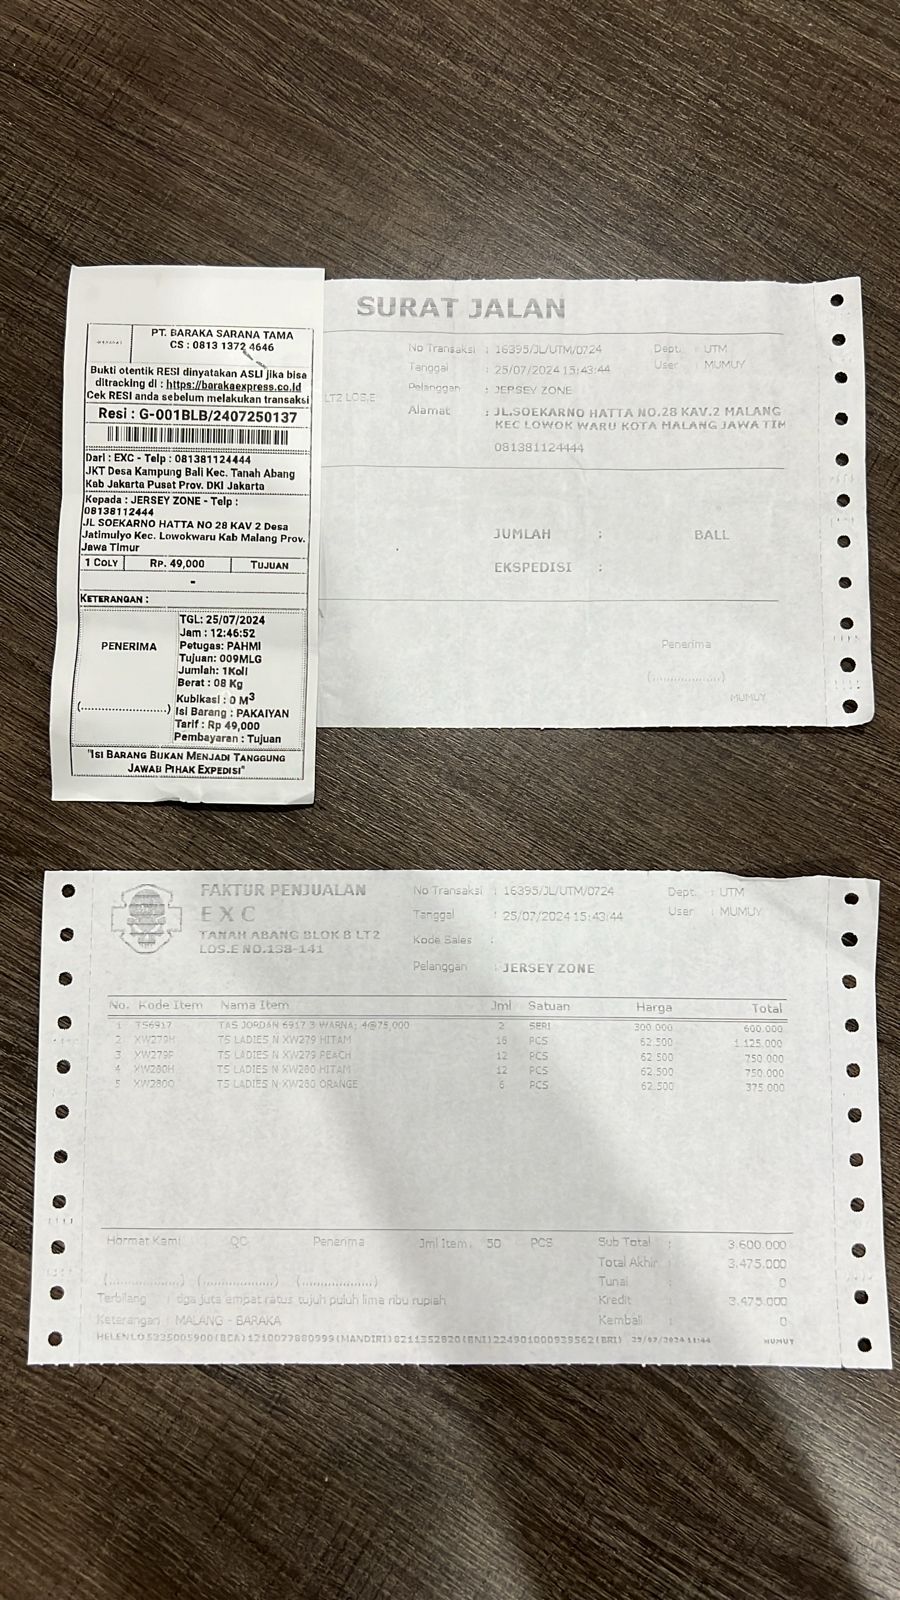 PT. BARAKA SARANA TAMA
CS : 0813 1372 4646
Bukti otentik RESI dinyatakan ASLI jika bisa
ditracking di : https://barakaexpress.co.id
Cek RESI anda sebelum melakukan transaksi
Resi : G-001BLB/2407250137
Dari : EXC - Telp : 081381124444
JKT Desa Kampung Bali Kec. Tanah Abang
Kab Jakarta Pusat Prov. DKI Jakarta
Kepada : JERSEY ZONE - Telp :
08138112444
JL SOEKARNO HATTA NO 28 KAV 2 Desa
Jatimulyo Kec. Lowokwaru Kab Malang Prov.
Jawa Timur
1 COLY RP. 49,000 TUJUAN
-
KETERANGAN :
PENERIMA
(....................)
TGL: 25/07/2024
Jam : 12:46:52
Petugas: PAHMI
Tujuan: 009MLG
Jumlah: 1Koli
Berat : 08 Kg
Kubikasi : 0 M3
Isi Barang : PAKAIYAN
Tarif : Rp 49,000
Pembayaran : Tujuan
"ISI BARANG BUKAN MENJADI TANGGUNG
JAWAB PIHAK EXPEDISI"
SURAT JALAN
No Transaksi : 16395/JL/UTM/0724 Dept. : UTM
Tanggal : 25/07/2024 15:43:44 User : MUMUY
Pelanggan : JERSEY ZONE
LT2 LOS.E
Alamat : JL.SOEKARNO HATTA NO.28 KAV.2 MALANG
KEC LOWOK WARU KOTA MALANG JAWA TIM
081381124444
JUMLAH : BALL
EKSPEDISI :
Penerima
(....................)
MUMUY
FAKTUR PENJUALAN
EXC
TANAH ABANG BLOK B LT2
LOS.E NO.138-141
No Transaksi : 16395/JL/UTM/0724 Dept. : UTM
Tanggal : 25/07/2024 15:43:44 User : MUMUY
Kode Sales :
Pelanggan : JERSEY ZONE
No. Kode Item Nama Item Jml Satuan Harga Total
1 TS6917 TAS JORDAN 6917 3 WARNA; 4@75,000 2 SERI 300.000 600.000
2 XW279H TS LADIES N XW279 HITAM 18 PCS 62.500 1.125.000
3 XW279P TS LADIES N XW279 PEACH 12 PCS 62.500 750.000
4 XW280H TS LADIES N XW280 HITAM 12 PCS 62.500 750.000
5 XW280O TS LADIES N XW280 ORANGE 6 PCS 62.500 375.000
Hormat Kami QC Penerima Jml Item : 50 PCS
(....................) (....................) (....................)
Sub Total : 3.600.000
Total Akhir : 3.475.000
Tunai : 0
Kredit : 3.475.000
Kembali : 0
Terbilang : tiga juta empat ratus tujuh puluh lima ribu rupiah
Keterangan : MALANG - BARAKA
HELEN LO 5335005900(BCA)1210077880999(MANDIRI)8211352820(BNI)224901000939562(BRI) 25/07/2024 11:44 MUMUY